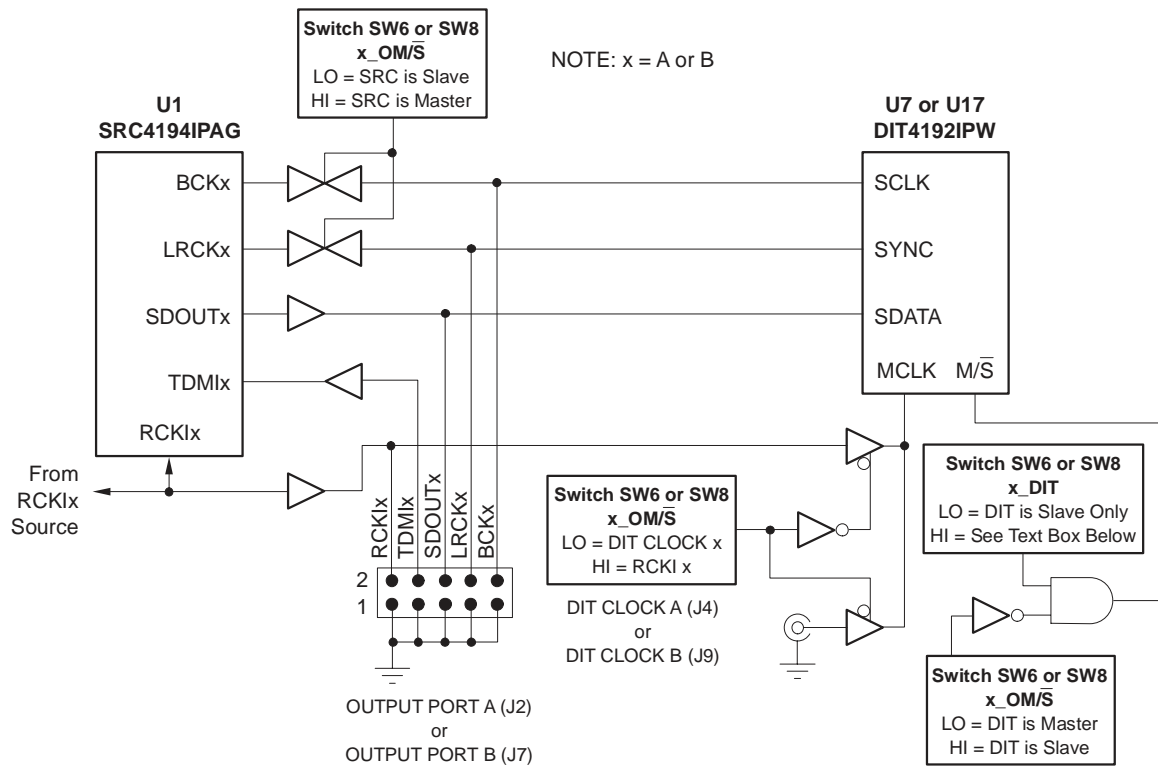 Switch SW6 or SW8
x_OM/S̅
LO = SRC is Slave
HI = SRC is Master
NOTE: x = A or B
U1
SRC4194IPAG
U7 or U17
DIT4192IPW
BCKx
LRCKx
SDOUTx
TDMIx
RCKIx
SCLK
SYNC
SDATA
MCLK M/S̅
From
RCKIx
Source
RCKIx
TDMIx
SDOUTx
LRCKx
BCKx
2
1
OUTPUT PORT A (J2)
or
OUTPUT PORT B (J7)
Switch SW6 or SW8
x_OM/S̅
LO = DIT CLOCK x
HI = RCKI x
DIT CLOCK A (J4)
or
DIT CLOCK B (J9)
Switch SW6 or SW8
x_DIT
LO = DIT is Slave Only
HI = See Text Box Below
Switch SW6 or SW8
x_OM/S̅
LO = DIT is Master
HI = DIT is Slave